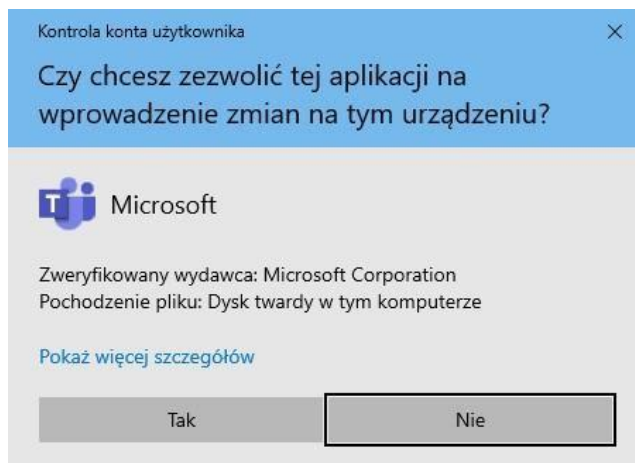 Kontrola konta użytkownika
Czy chcesz zezwolić tej aplikacji na
wprowadzenie zmian na tym urządzeniu?
T
Microsoft
Zweryfikowany wydawca: Microsoft Corporation
Pochodzenie pliku: Dysk twardy w tym komputerze
Pokaż więcej szczegółów
Tak
Nie